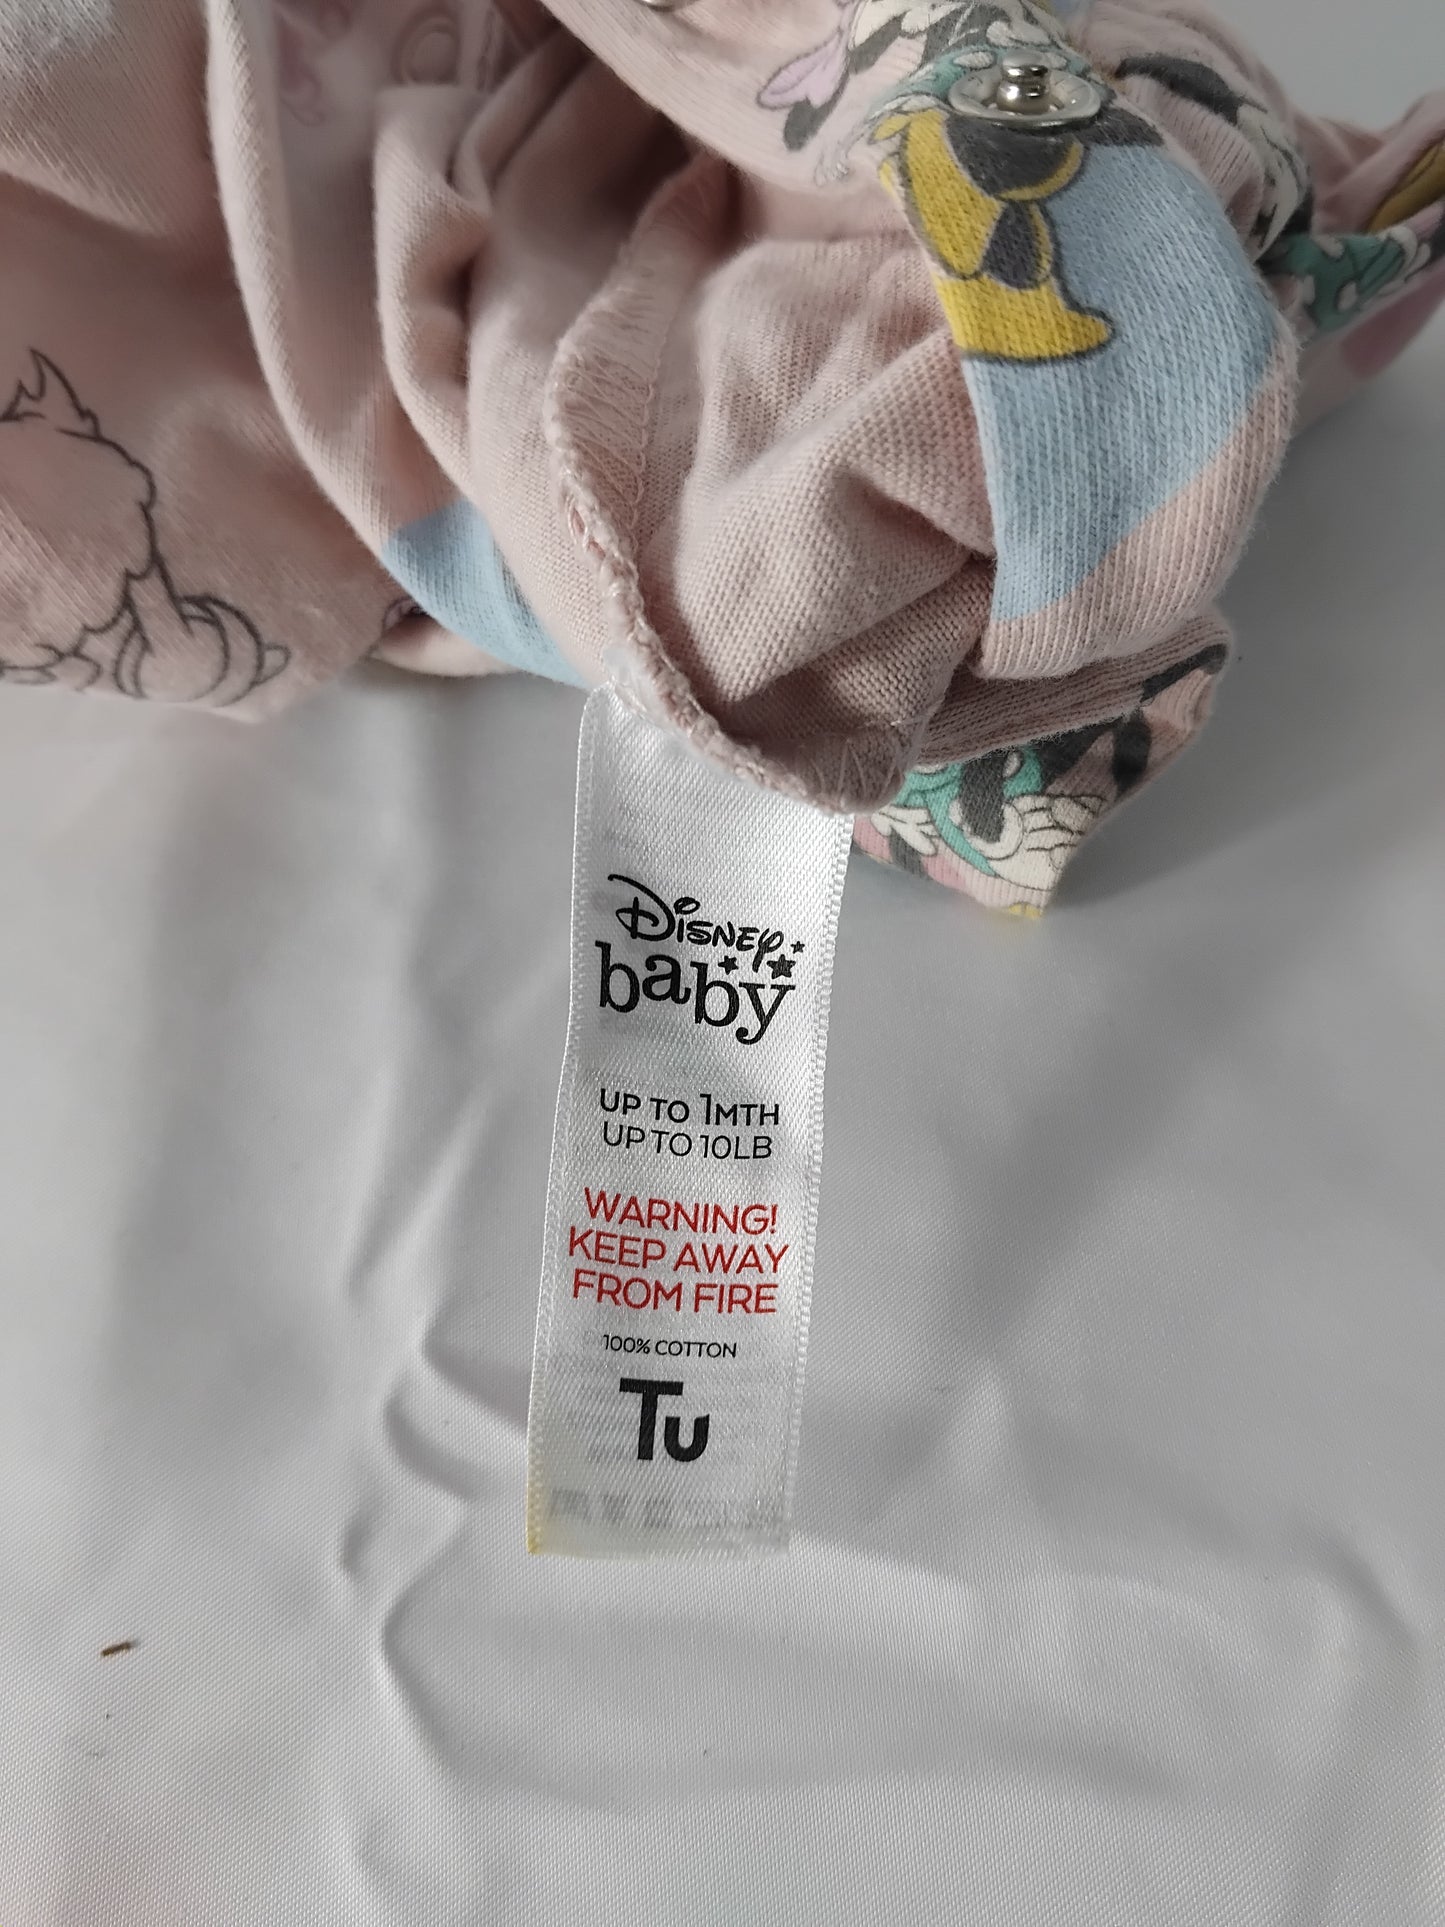 Disney
baby
UP TO 1MTH
UP TO 10LB
WARNING!
KEEP AWAY
FROM FIRE
100% COTTON
Tu